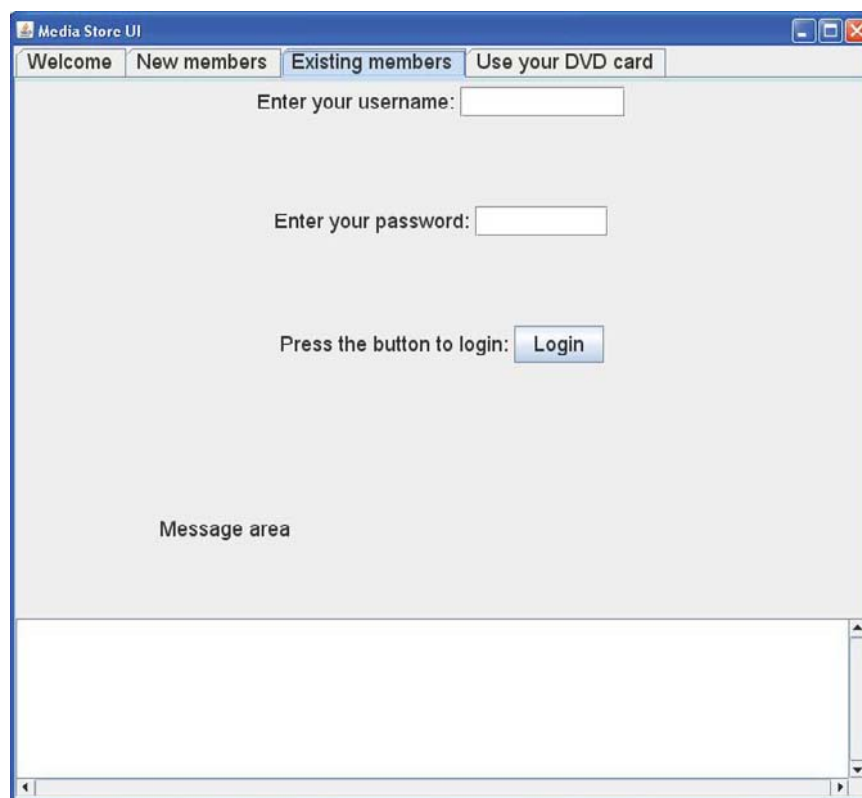 Media Store UI
Welcome New members Existing members Use your DVD card
Enter your username:
Enter your password:
Press the button to login: Login
Message area